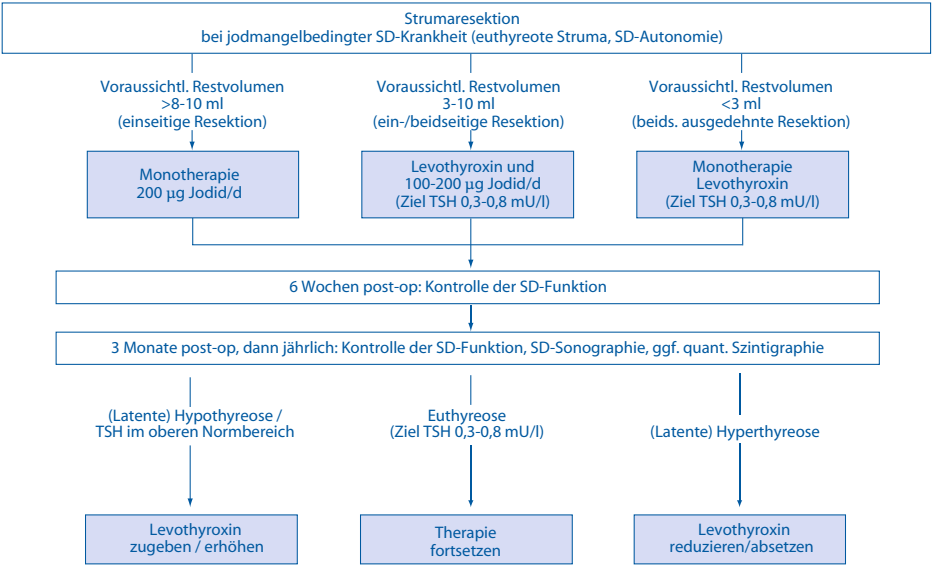 Strumaresektion
bei jodmangelbedingter SD-Krankheit (euthyreote Struma, SD-Autonomie)
Voraussichtl. Restvolumen
>8-10 ml
(einseitige Resektion)
Voraussichtl. Restvolumen
3-10 ml
(ein-/beidseitige Resektion)
Voraussichtl. Restvolumen
<3 ml
(beids. ausgedehnte Resektion)
Monotherapie
200 µg Jodid/d
Levothyroxin und
100-200 µg Jodid/d
(Ziel TSH 0,3-0,8 mU/l)
Monotherapie
Levothyroxin
(Ziel TSH 0,3-0,8 mU/l)
6 Wochen post-op: Kontrolle der SD-Funktion
3 Monate post-op, dann jährlich: Kontrolle der SD-Funktion, SD-Sonographie, ggf. quant. Szintigraphie
(Latente) Hypothyreose /
TSH im oberen Normbereich
Euthyreose
(Ziel TSH 0,3-0,8 mU/l)
(Latente) Hyperthyreose
Levothyroxin
zugeben / erhöhen
Therapie
fortsetzen
Levothyroxin
reduzieren/absetzen